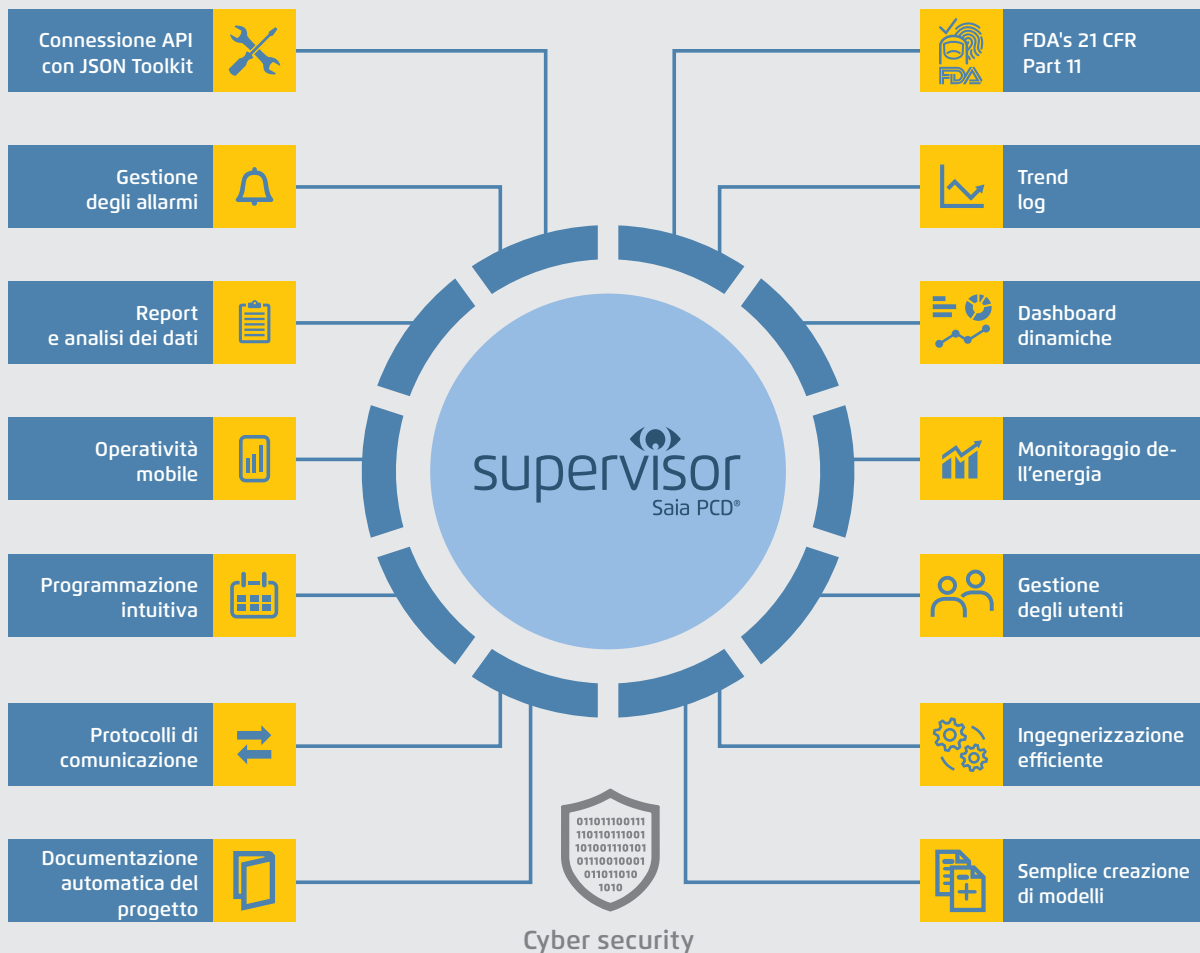 Connessione API
con JSON Toolkit
Gestione
degli allarmi
Report
e analisi dei dati
Operatività
mobile
Programmazione
intuitiva
Protocolli di
comunicazione
Documentazione
automatica del
progetto
supervisor
Saia PCD®
FDA
FDA's 21 CFR
Part 11
Trend
log
Dashboard
dinamiche
Monitoraggio de-
ll'energia
Gestione
degli utenti
Ingegnerizzazione
efficiente
Semplice creazione
di modelli
011011100111
110110111001
101001110101
01110010001
011011010
1010
Cyber security